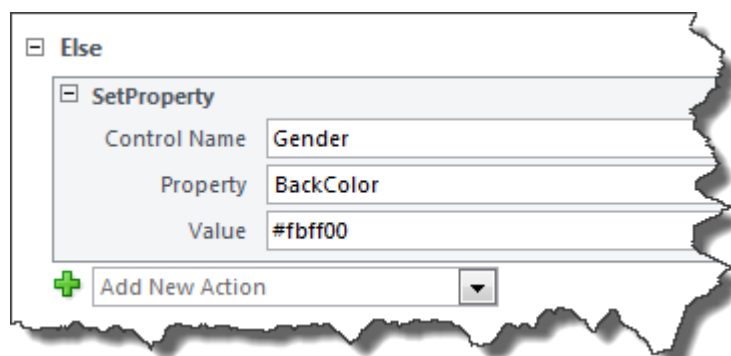 Else
SetProperty
Control Name Gender
Property BackColor
Value #fbff00
Add New Action